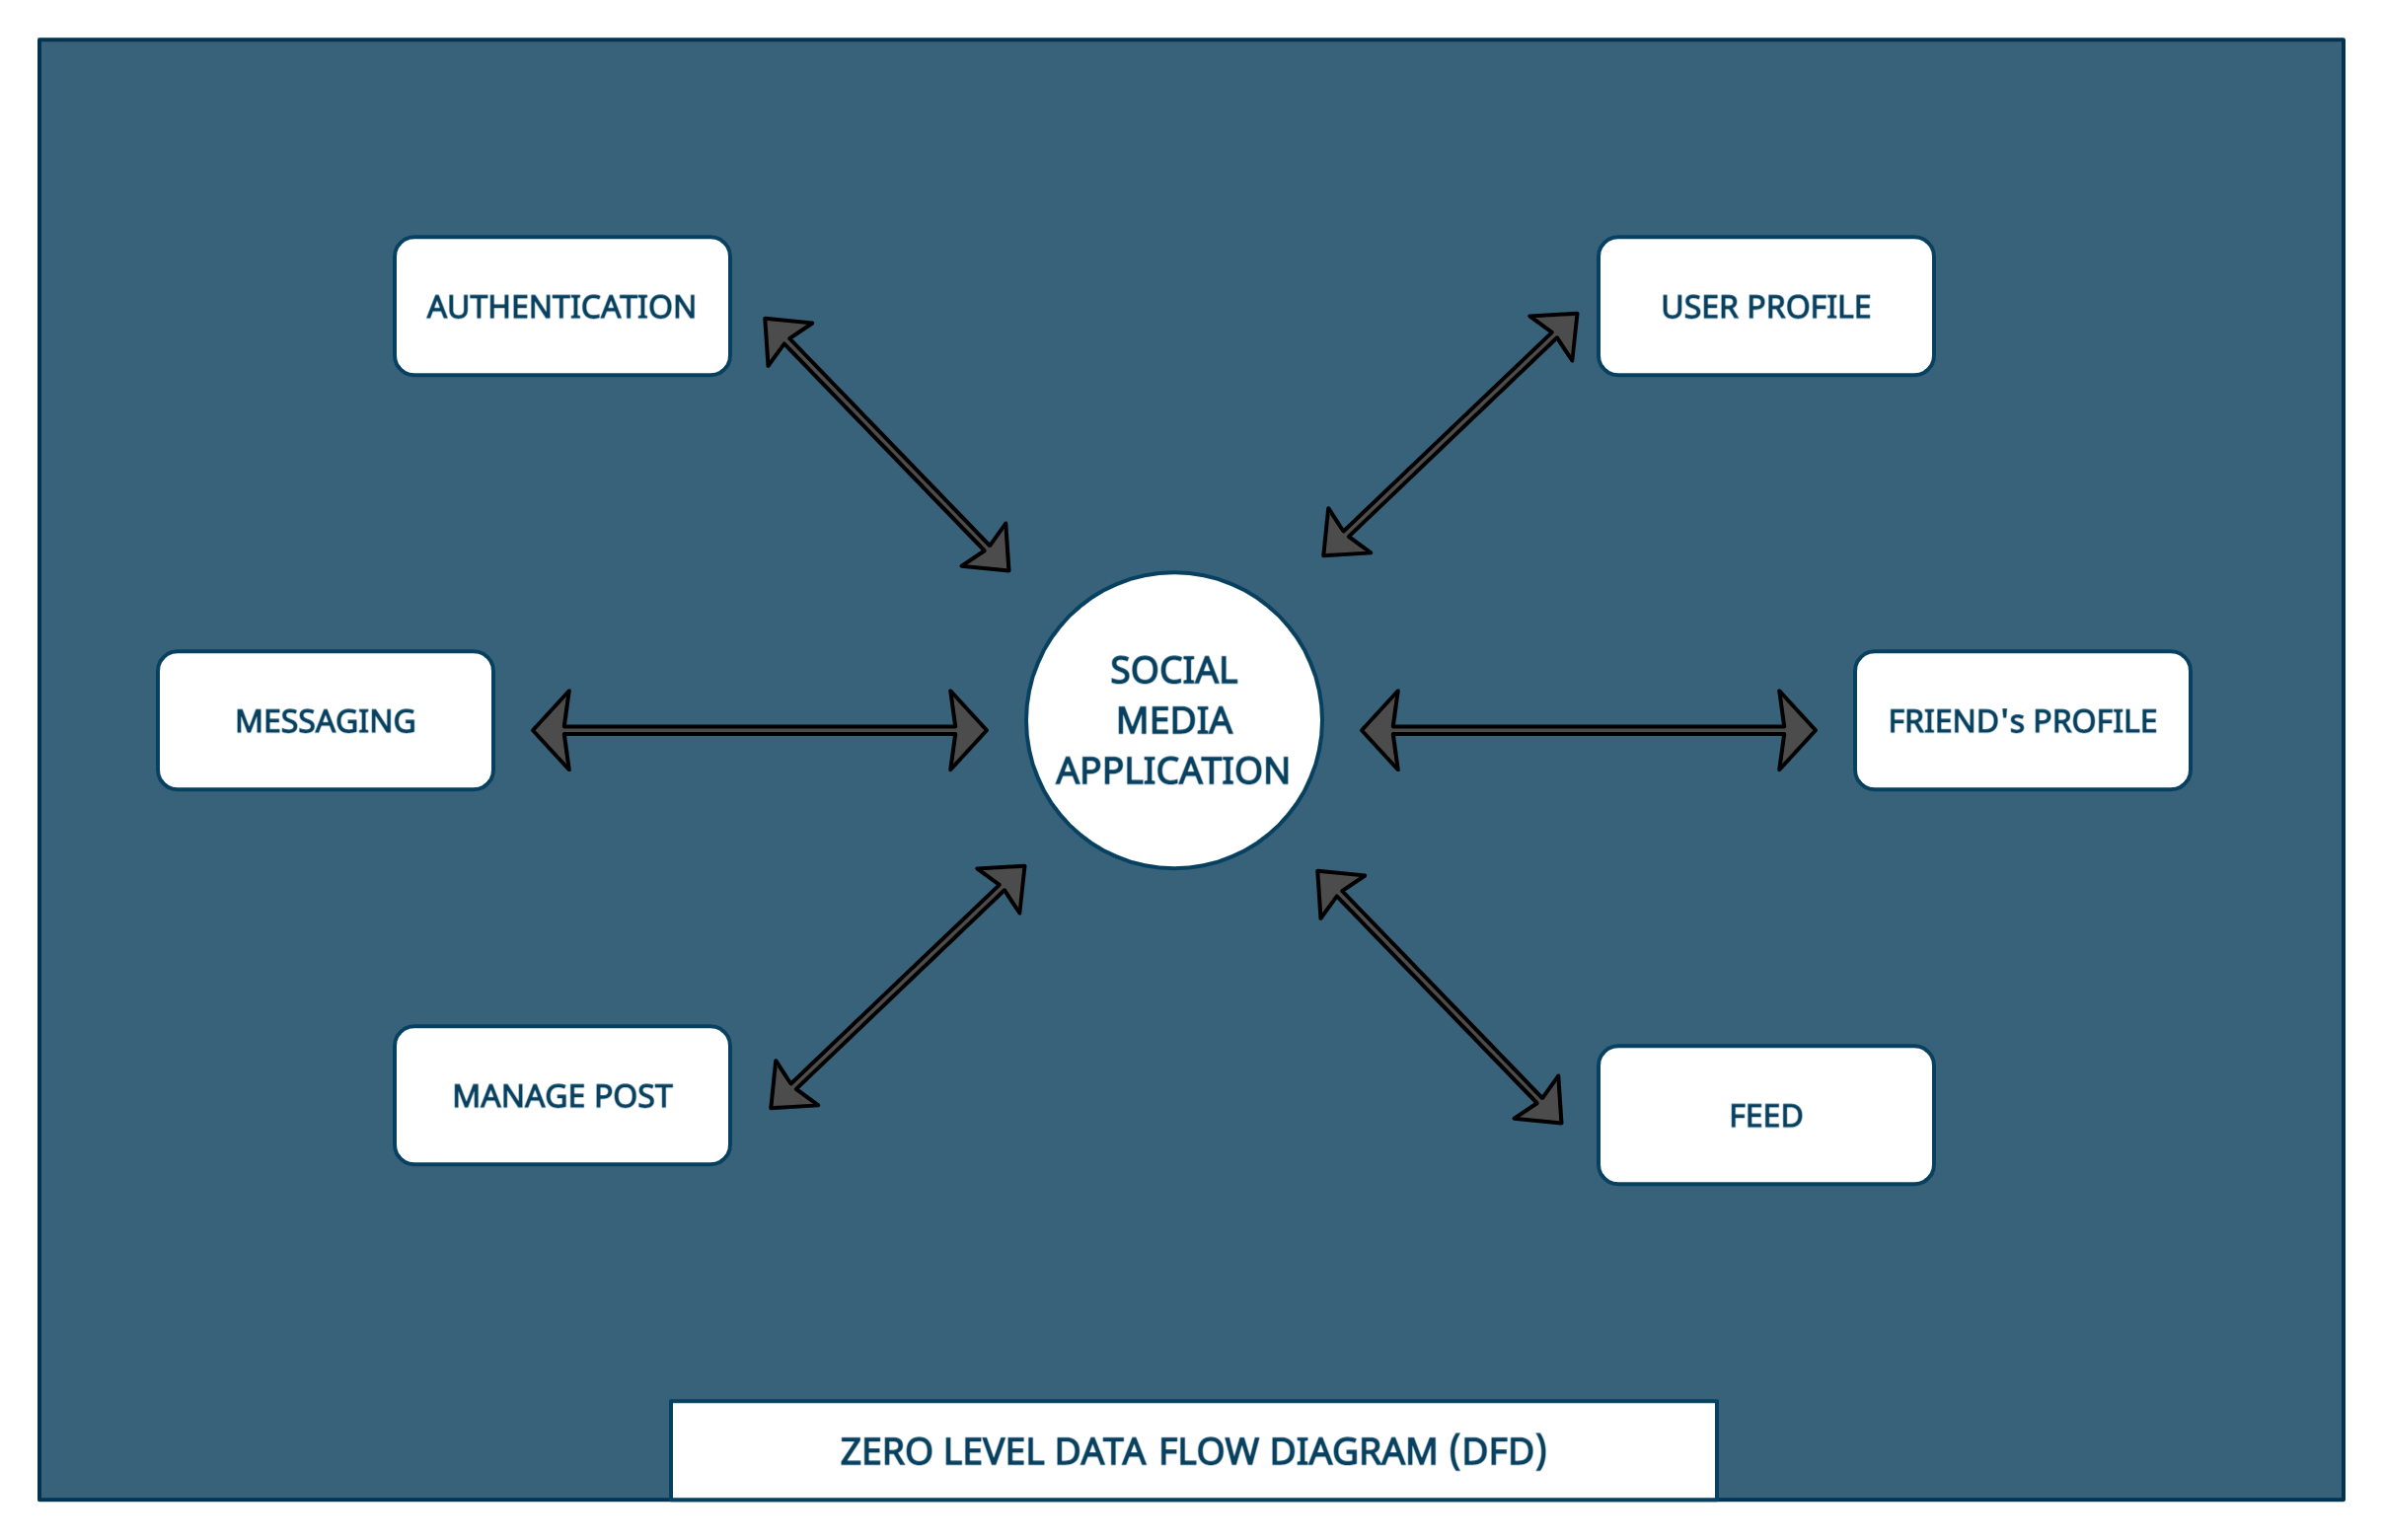 AUTHENTICATION
USER PROFILE
MESSAGING
SOCIAL
MEDIA
APPLICATION
FRIEND's PROFILE
MANAGE POST
FEED
ZERO LEVEL DATA FLOW DIAGRAM (DFD)